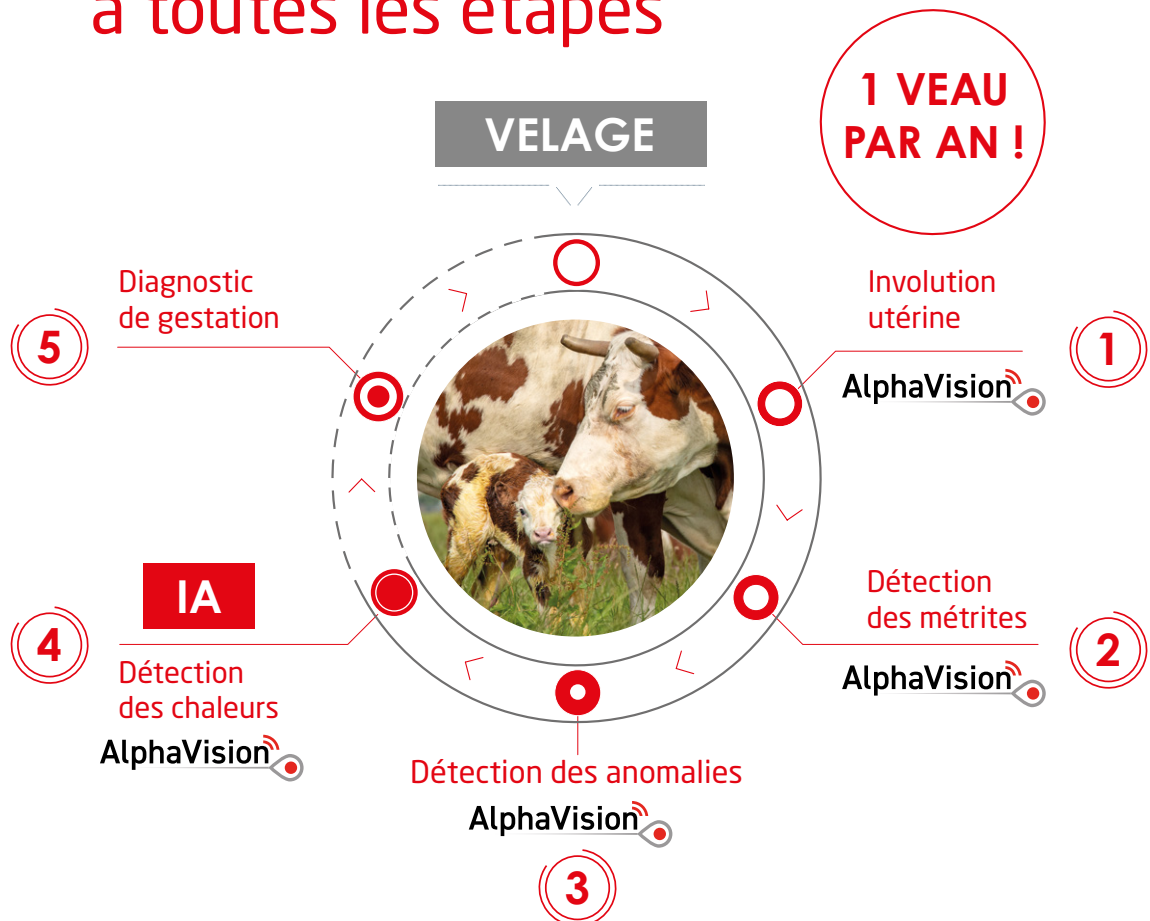 à toutes les étapes
1 VEAU
PAR AN !
VELAGE
Diagnostic
de gestation
5
Involution
utérine
1
AlphaVision
IA
4
Détection
des chaleurs
AlphaVision
Détection
des métrites
2
AlphaVision
Détection des anomalies
AlphaVision
3